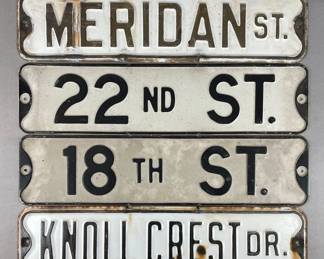 MERIDAN ST.
22 ND ST.
18 TH ST.
KNOLL CREST DR.